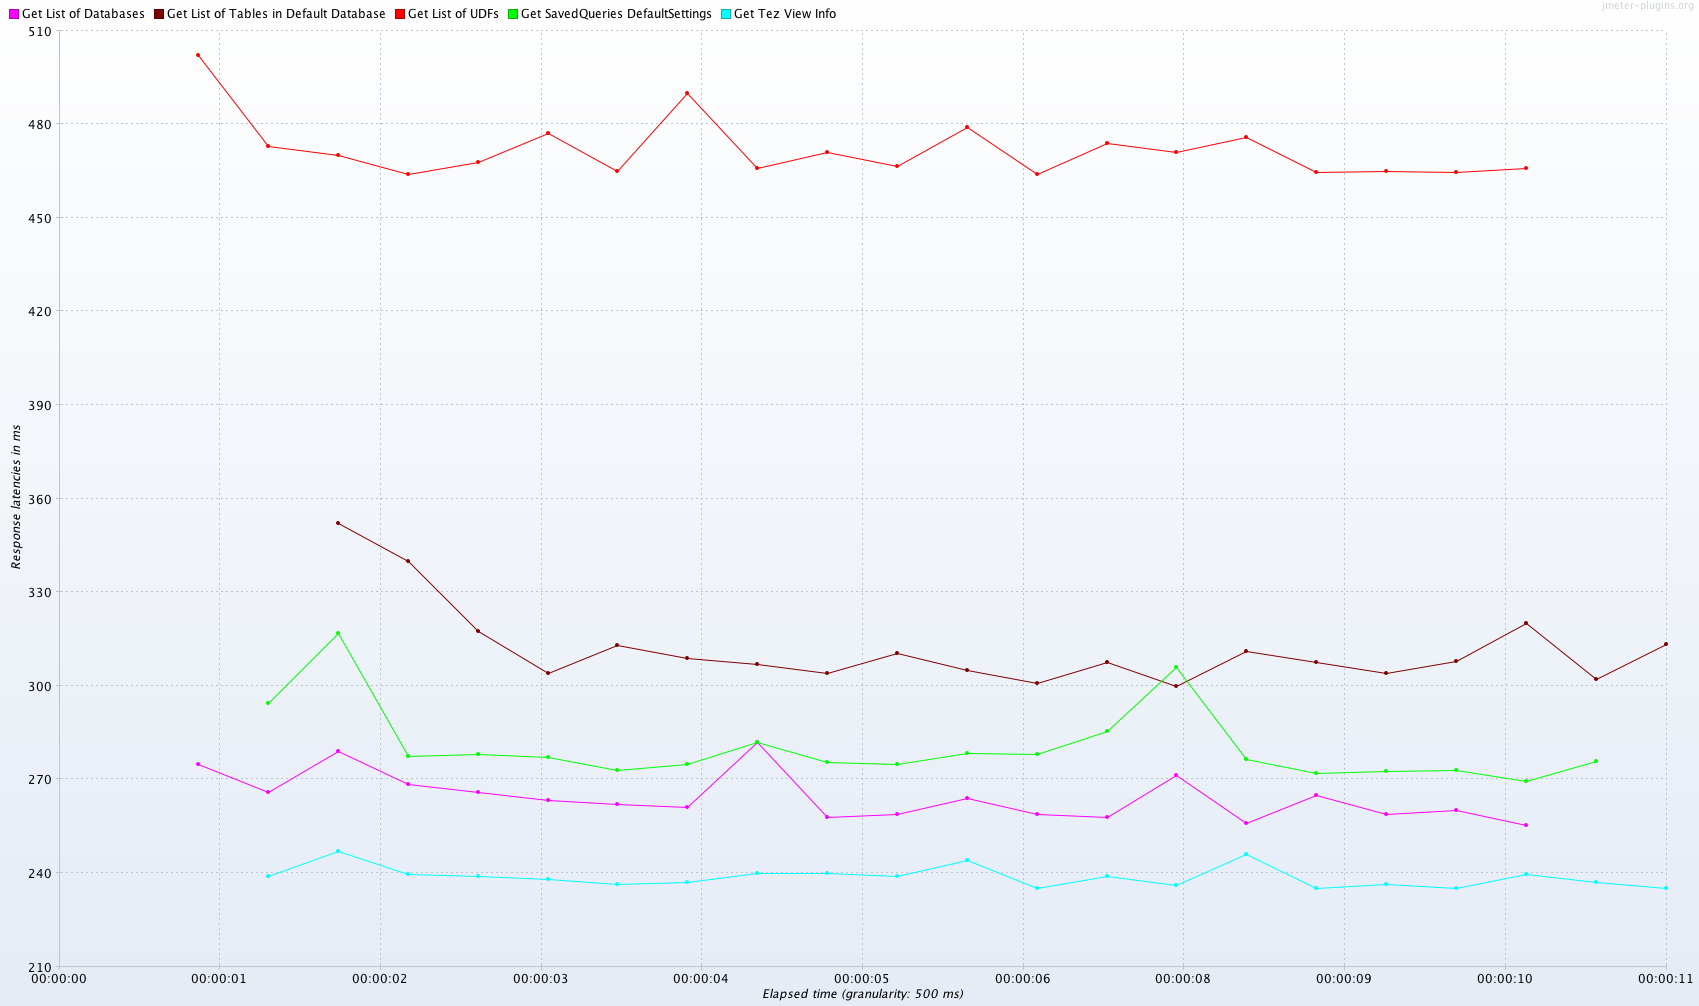 jmeter-plugins.org
Get List of Databases Get List of Tables in Default Database Get List of UDFs Get SavedQueries DefaultSettings Get Tez View Info
510
480
450
420
390
360
330
300
270
240
210
Response latencies in ms
00:00:00 00:00:01 00:00:02 00:00:03 00:00:04 00:00:05 00:00:06 00:00:08 00:00:09 00:00:10 00:00:11
Elapsed time (granularity: 500 ms)